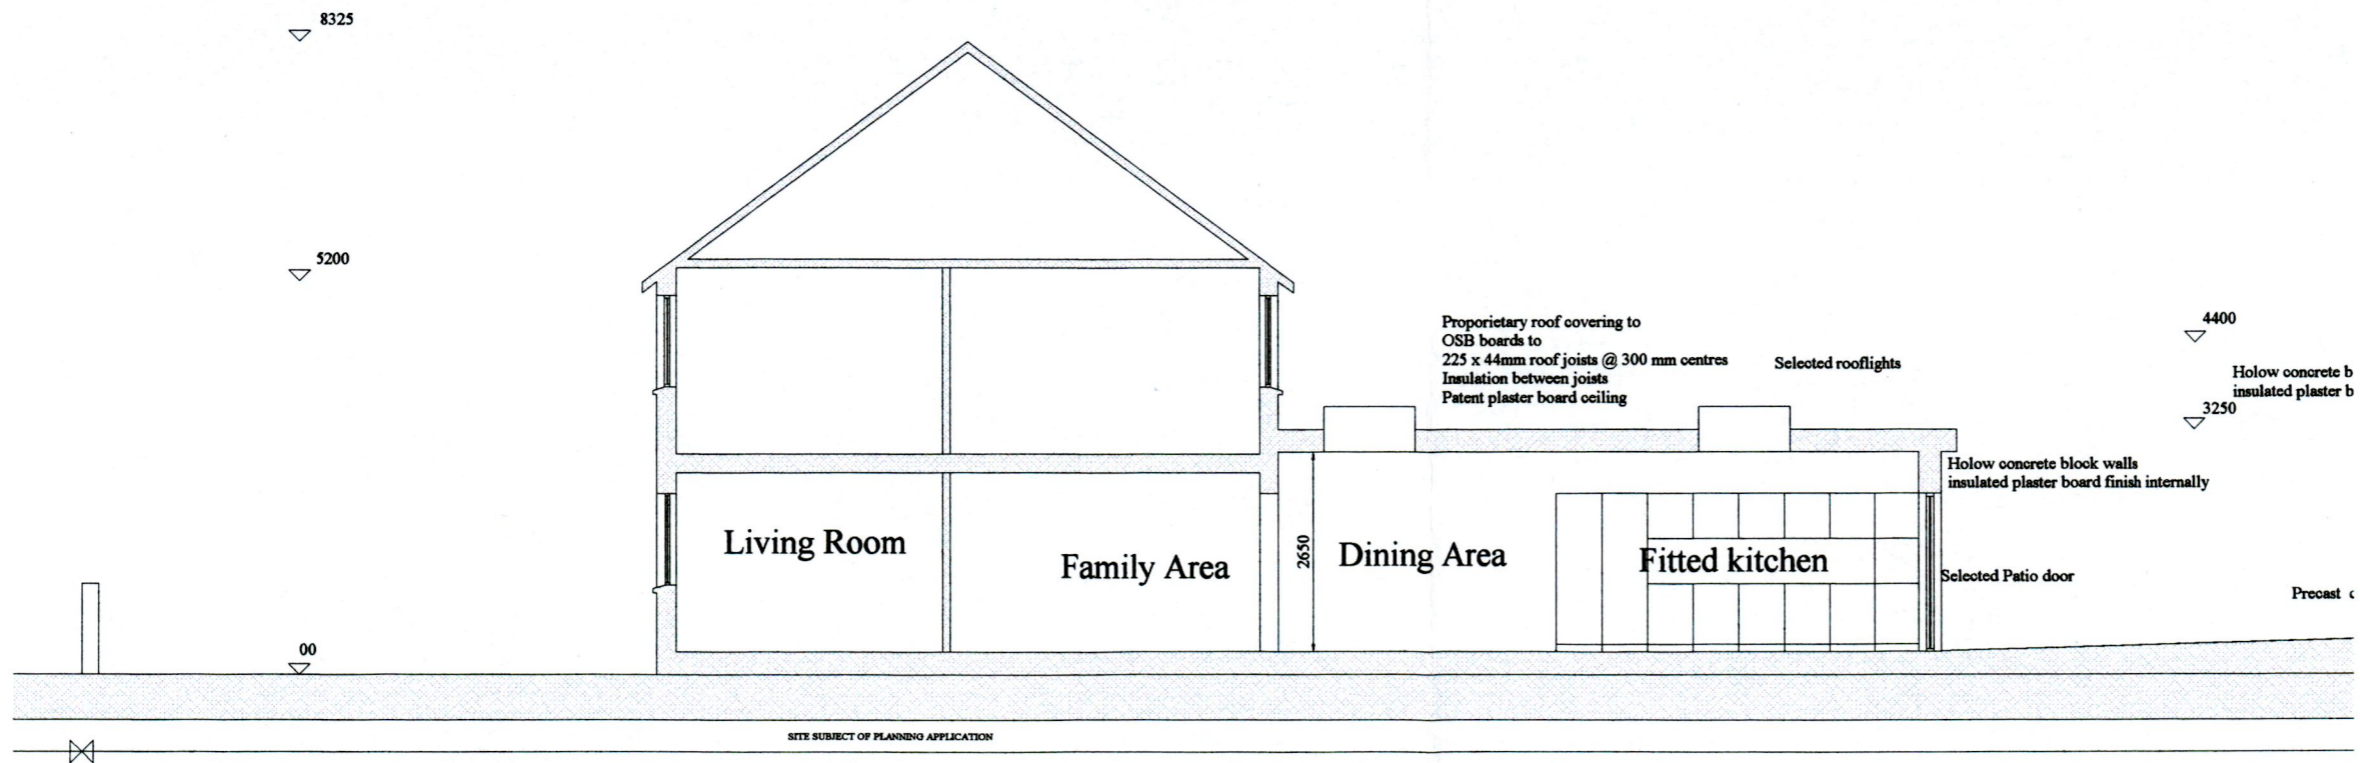 8325
5200
4400
Proporietary roof covering to
OSB boards to
225 x 44mm roof joists @ 300 mm centres
Insulation between joists
Patent plaster board ceiling
Selected rooflights
Holow concrete b
insulated plaster b
3250
Holow concrete block walls
insulated plaster board finish internally
Living Room
Family Area
2650
Dining Area
Fitted kitchen
Selected Patio door
Precast c
00
SITE SUBJECT OF PLANNING APPLICATION